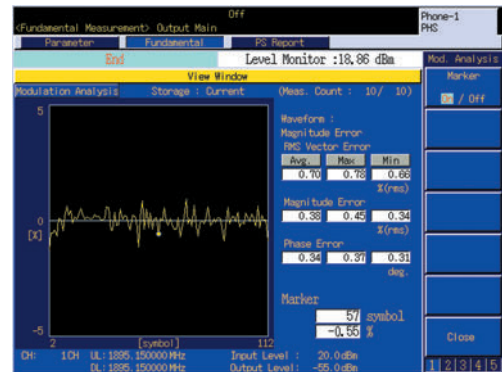 Off
Phone-1
<Fundamental Measurement> Output Main
PHS
Parameter Fundamental PS Report
End Level Monitor :18.86 dBm Mod. Analysis
View Window
Marker
Modulation Analysis Storage : Current (Meas. Count : 10/ 10)
On / Off
5
Waveform :
Magnitude Error
RMS Vector Error
Avg. Max Min
0.70 0.78 0.66
%(rms)
Magnitude Error
0.38 0.45 0.34
%(rms)
0
[%]
Phase Error
0.34 0.37 0.31
deg.
Marker
57 symbol
-0.55 %
-5
2 [symbol] 112
Close
CH: 1CH UL:1895.150000MHz Input Level : 20.0dBm
DL:1895.150000MHz Output Level: -55.0dBm
1 2 3 4 5